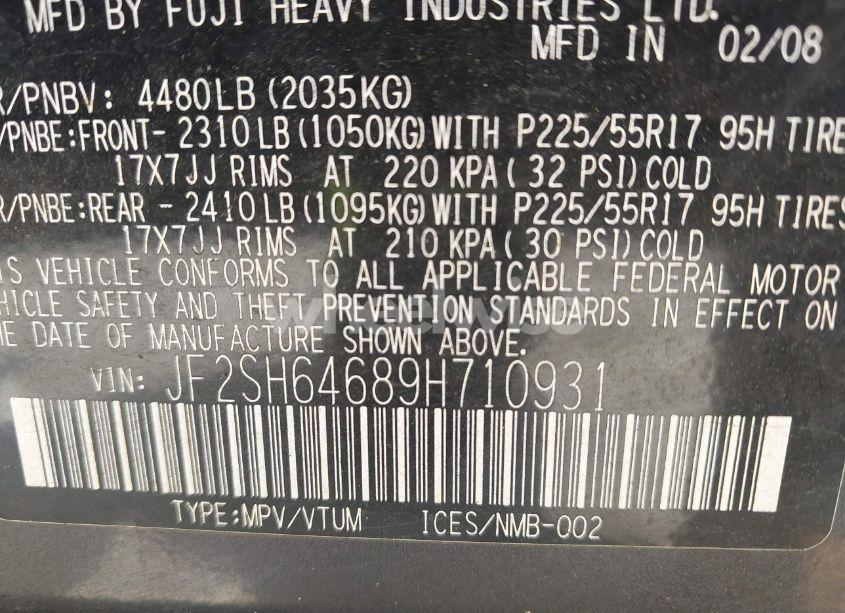 MFD BY FUJI HEAVY INDUSTRIES LTD.
MFD IN 02/08
R/PNBV: 4480LB (2035KG)
/PNBE:FRONT- 2310 LB (1050KG) WITH P225/55R17 95H TIRE
17X7JJ RIMS AT 220 KPA ( 32 PSI) COLD
R/PNBE:REAR - 2410 LB (1095KG) WITH P225/55R17 95H TIRES
17X7JJ RIMS AT 210 KPA ( 30 PSI) COLD
IS VEHICLE CONFORMS TO ALL APPLICABLE FEDERAL MOTOR
HICLE SAFETY AND THEFT PREVENTION STANDARDS IN EFFECT ON
HE DATE OF MANUFACTURE SHOWN ABOVE.
VIN: JF2SH64689H710931
TYPE:MPV/VTUM ICES/NMB-002